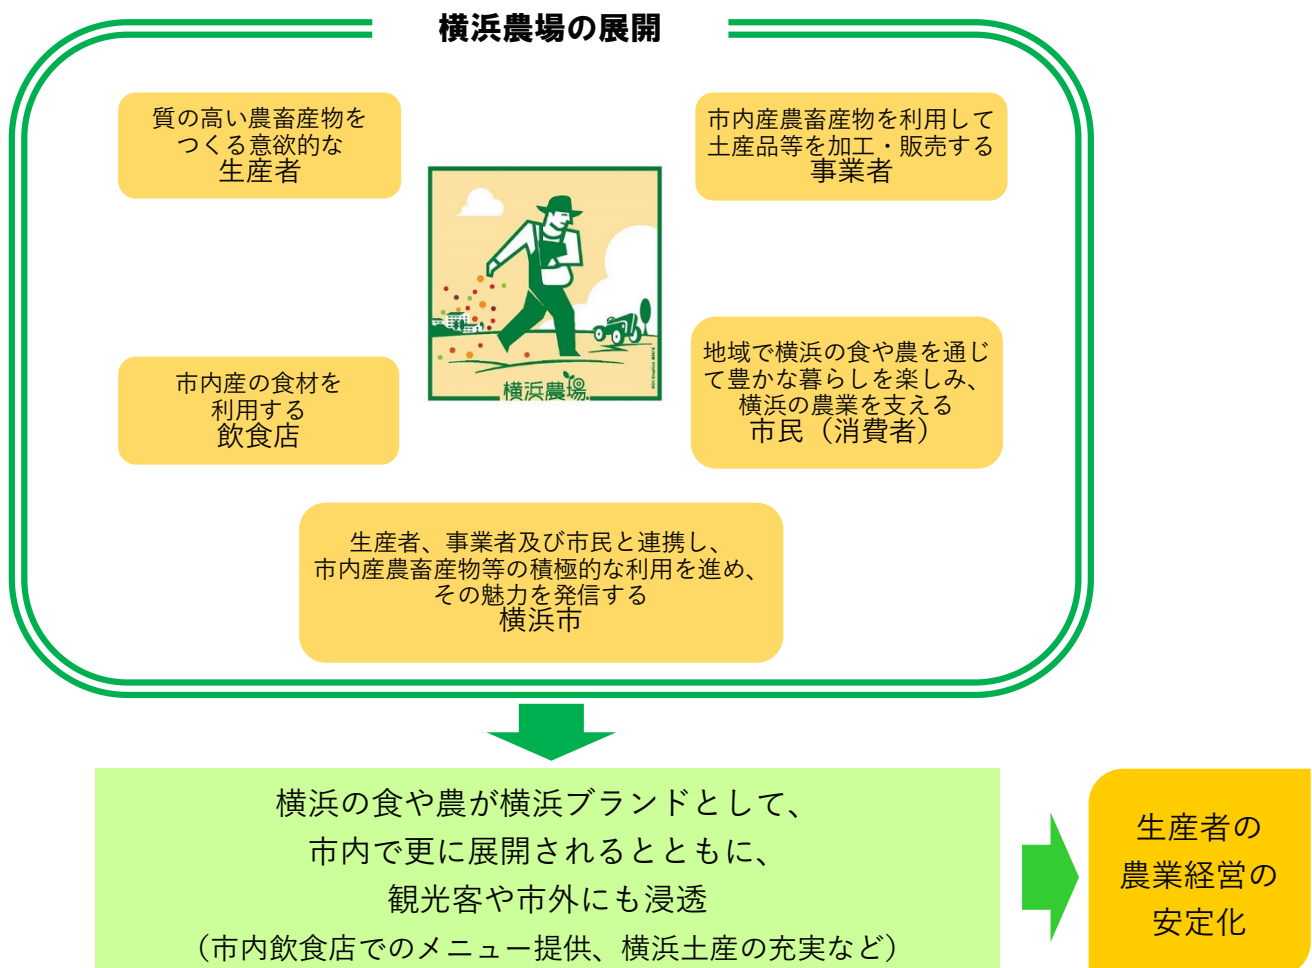 横浜農場の展開
質の高い農畜産物を
つくる意欲的な
生産者
市内産農畜産物を利用して
土産品等を加工・販売する
事業者
横浜農場
市内産の食材を
利用する
飲食店
地域で横浜の食や農を通じ
て豊かな暮らしを楽しみ、
横浜の農業を支える
市民（消費者）
生産者、事業者及び市民と連携し、
市内産農畜産物等の積極的な利用を進め、
その魅力を発信する
横浜市
横浜の食や農が横浜ブランドとして、
市内で更に展開されるとともに、
観光客や市外にも浸透
（市内飲食店でのメニュー提供、横浜土産の充実など）
生産者の
農業経営の
安定化